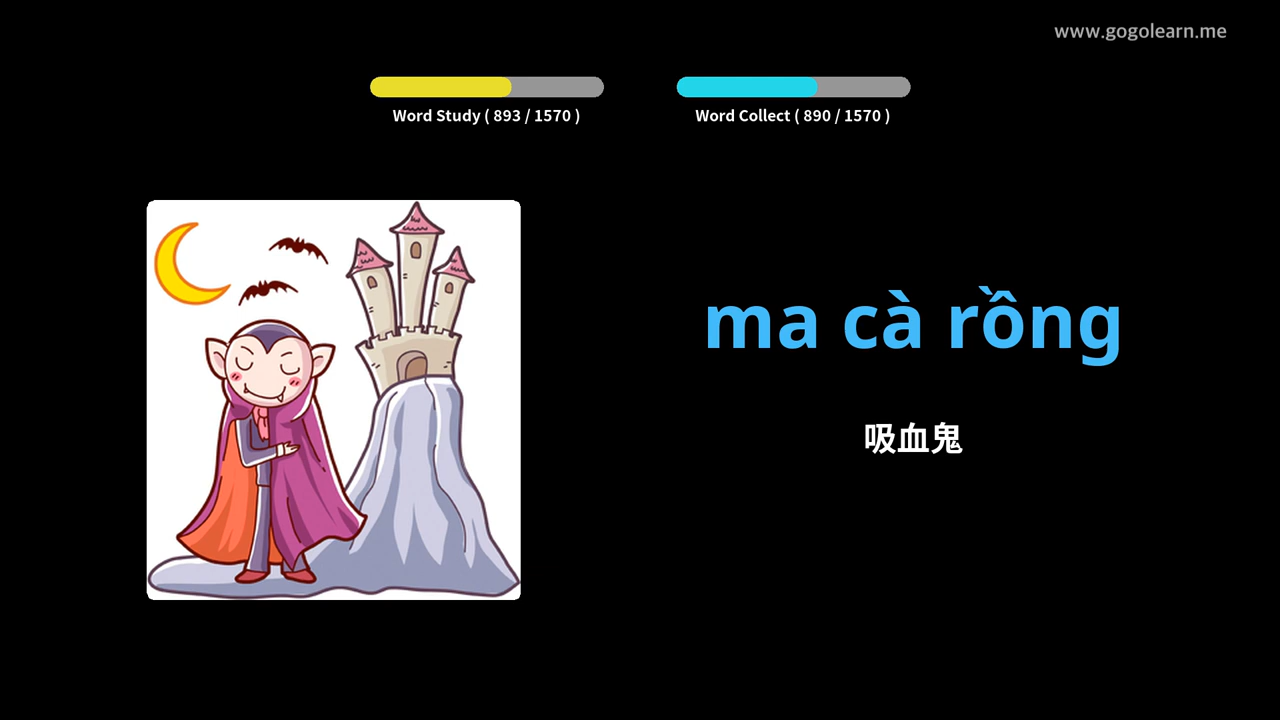 www.gogolearn.me
Word Study ( 893 / 1570 )
Word Collect ( 890 / 1570 )
ma cà rồng
吸血鬼